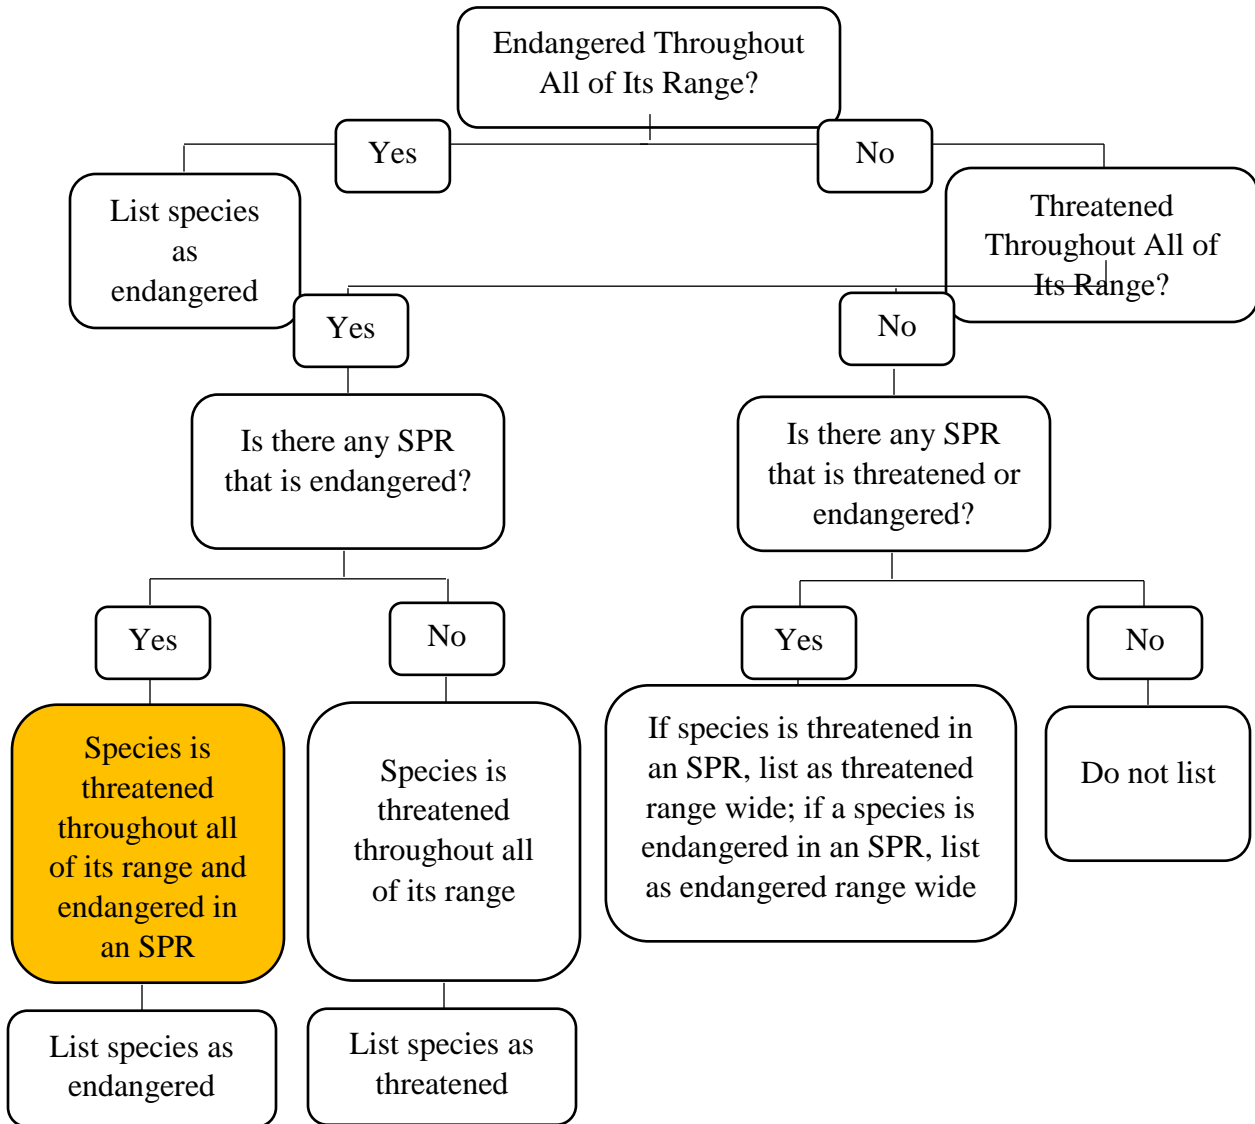 Endangered Throughout
All of Its Range?
Yes
No
List species
as
endangered
Threatened
Throughout All of
Its Range?
Yes
No
Is there any SPR
that is endangered?
Is there any SPR
that is threatened or
endangered?
Yes
No
Yes
No
Species is
threatened
throughout all
of its range and
endangered in
an SPR
Species is
threatened
throughout all
of its range
If species is threatened in
an SPR, list as threatened
range wide; if a species is
endangered in an SPR, list
as endangered range wide
Do not list
List species as
endangered
List species as
threatened